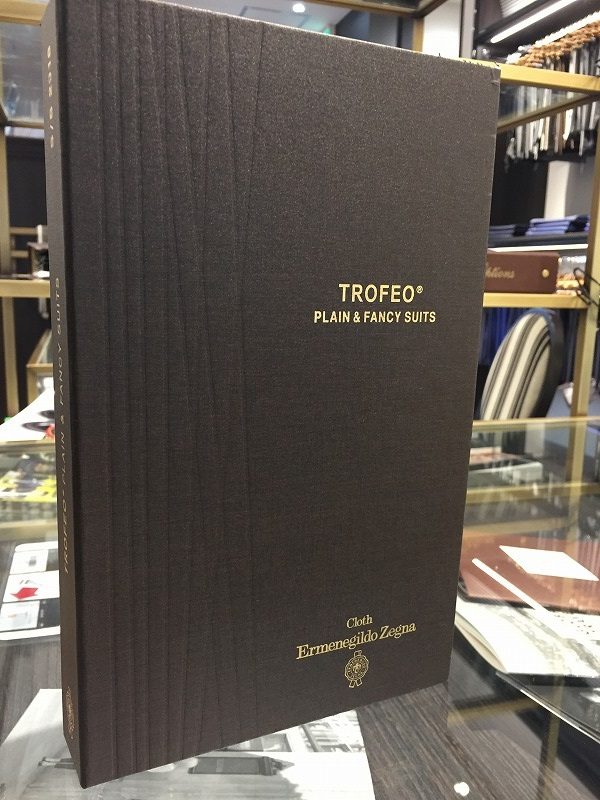 TROFEO®
PLAIN & FANCY SUITS
Cloth
Ermenegildo Zegna
TROFEO® PLAIN & FANCY SUITS